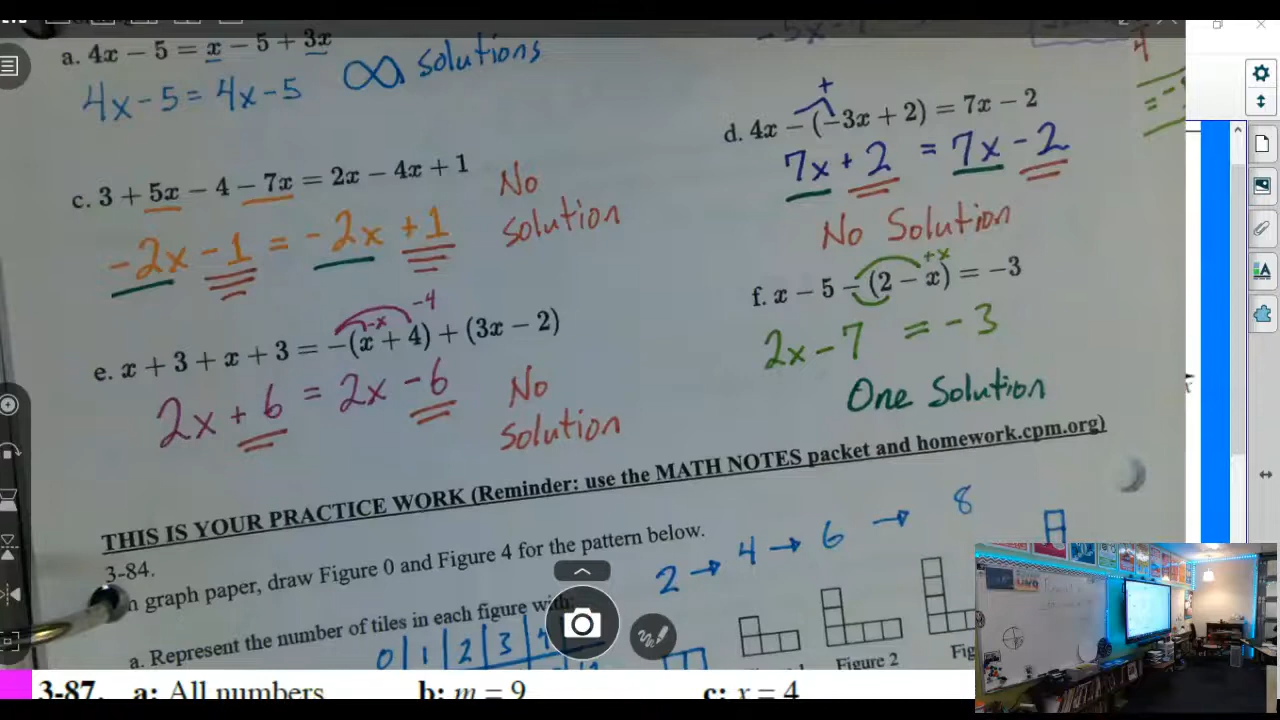 a. 4x − 5 = x − 5 + 3x
4x - 5 = 4x - 5
∞ solutions
c. 3 + 5x − 4 − 7x = 2x − 4x + 1
-2x - 1 = -2x + 1
No
solution
d. 4x − (−3x + 2) = 7x − 2
+
7x + 2 = 7x - 2
No Solution
e. x + 3 + x + 3 = −(x + 4) + (3x − 2)
-x -4
2x + 6 = 2x - 6
No
solution
f. x − 5 − (2 − x) = −3
+x
2x - 7 = -3
One Solution
THIS IS YOUR PRACTICE WORK (Reminder: use the MATH NOTES packet and homework.cpm.org)
3-84.
graph paper, draw Figure 0 and Figure 4 for the pattern below.
2 → 4 → 6 → 8
a. Represent the number of tiles in each figure with:
0 1 2 3 4
Figure 2
3-87. a: All numbers b: m = 9 c: x = 4